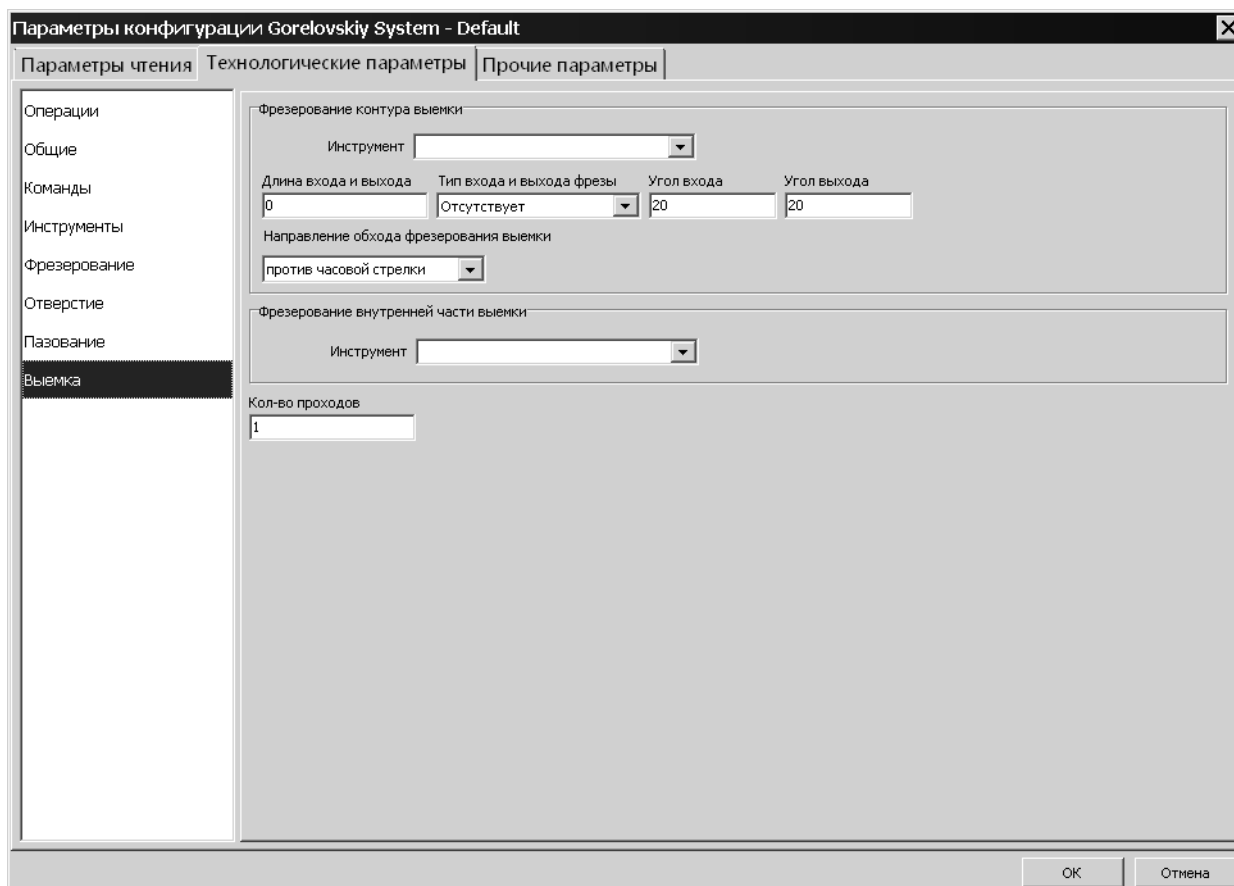 Параметры конфигурации Gorelovskiy System - Default
Параметры чтения Технологические параметры Прочие параметры
Операции
Общие
Команды
Инструменты
Фрезерование
Отверстие
Пазование
Выемка
Фрезерование контура выемки
Инструмент
Длина входа и выхода Тип входа и выхода фрезы Угол входа Угол выхода
0 Отсутствует 20 20
Направление обхода фрезерования выемки
против часовой стрелки
Фрезерование внутренней части выемки
Инструмент
Кол-во проходов
1
ОК Отмена